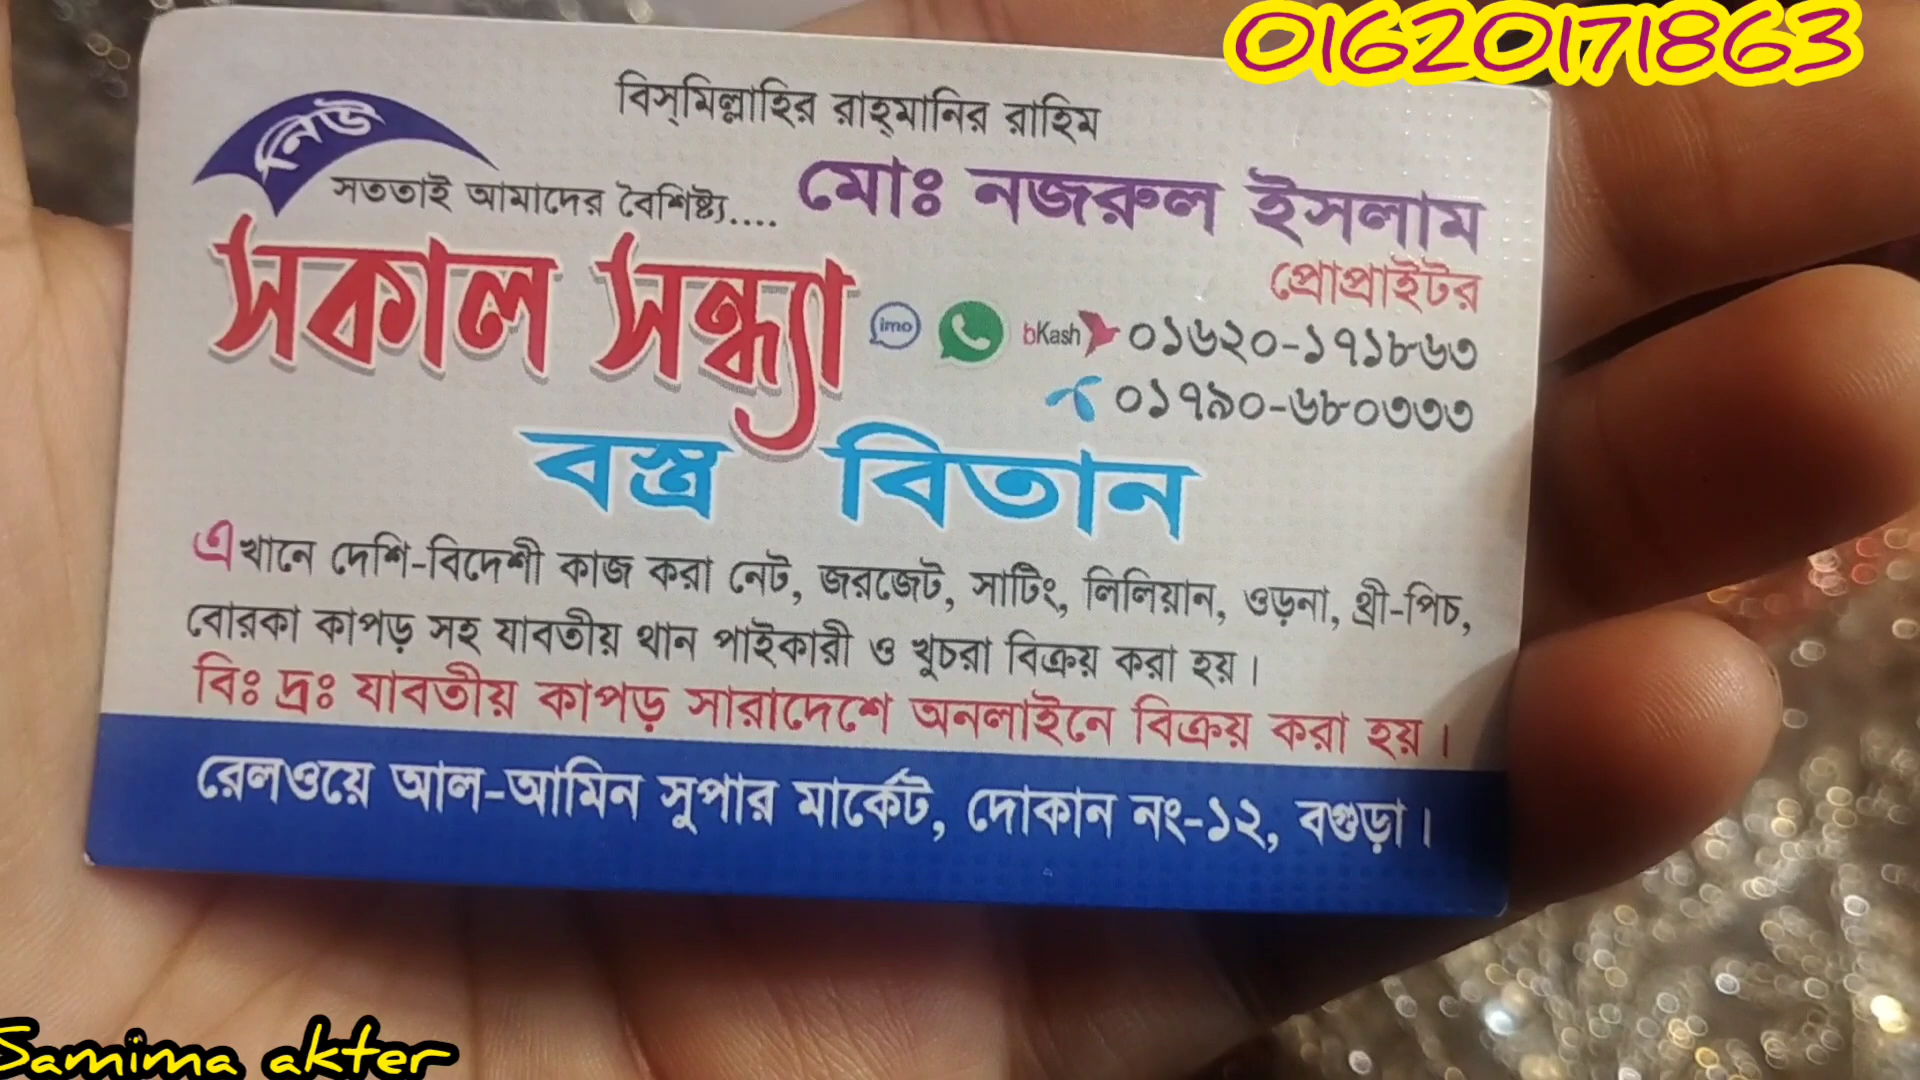 01620171863
বিস্‌মিল্লাহির রাহ্‌মানির রাহিম
নিউ
সততাই আমাদের বৈশিষ্ট্য....
মোঃ নজরুল ইসলাম
প্রোপ্রাইটর
সকাল সন্ধ্যা
imo bKash ০১৬২০-১৭১৮৬৩
০১৭৯০-৬৮০৩৩৩
বস্ত্র বিতান
এখানে দেশি-বিদেশী কাজ করা নেট, জরজেট, সাটিং, লিলিয়ান, ওড়না, থ্রী-পিচ,
বোরকা কাপড় সহ যাবতীয় থান পাইকারী ও খুচরা বিক্রয় করা হয়।
বিঃ দ্রঃ যাবতীয় কাপড় সারাদেশে অনলাইনে বিক্রয় করা হয়।
রেলওয়ে আল-আমিন সুপার মার্কেট, দোকান নং-১২, বগুড়া।
Samima akter